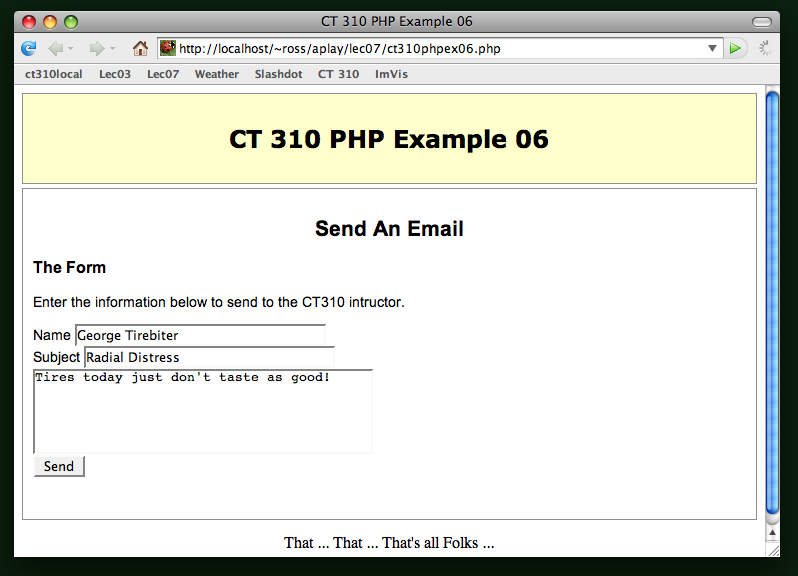 CT 310 PHP Example 06
http://localhost/~ross/aplay/lec07/ct310phpex06.php
ct310local Lec03 Lec07 Weather Slashdot CT 310 ImVis
CT 310 PHP Example 06
Send An Email
The Form
Enter the information below to send to the CT310 intructor.
Name George Tirebiter
Subject Radial Distress
Tires today just don't taste as good!
Send
That ... That ... That's all Folks ...